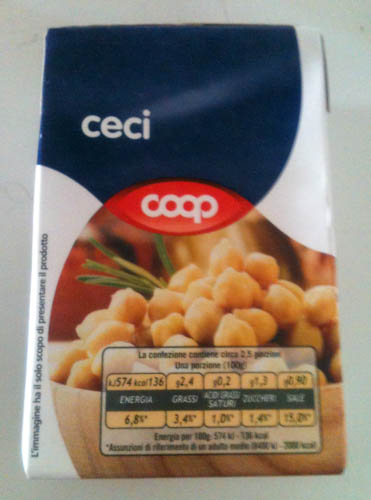 ceci
coop
L'immagine ha il solo scopo di presentare il prodotto
La confezione contiene circa 2,5 porzioni
Una porzione (100g):
kJ574 kcal136 g2,4 g0,2 g1,3 g0,90
ENERGIA GRASSI ACIDI GRASSI SATURI ZUCCHERI SALE
6,8%* 3,4%* 1,0%* 1,4%* 15,0%*
Energia per 100g: 574 kJ - 136 kcal
*Assunzioni di riferimento di un adulto medio (8400 kJ - 2000 kcal)